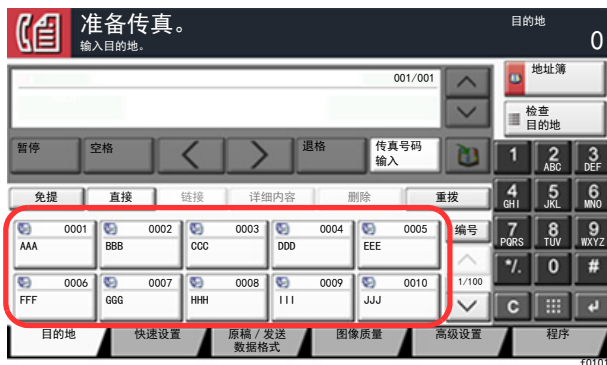 准备传真。
输入目的地。
目的地
0
001/001
地址簿
检查
目的地
暂停
空格
退格
传真号码
输入
1
2
ABC
3
DEF
免提
直接
链接
详细内容
删除
重拨
4
GHI
5
JKL
6
MNO
0001
AAA
0002
BBB
0003
CCC
0004
DDD
0005
EEE
编号
7
PQRS
8
TUV
9
WXYZ
0006
FFF
0007
GGG
0008
HHH
0009
III
0010
JJJ
1/100
*/.
0
#
C
目的地
快速设置
原稿 / 发送
数据格式
图像质量
高级设置
程序
f0101